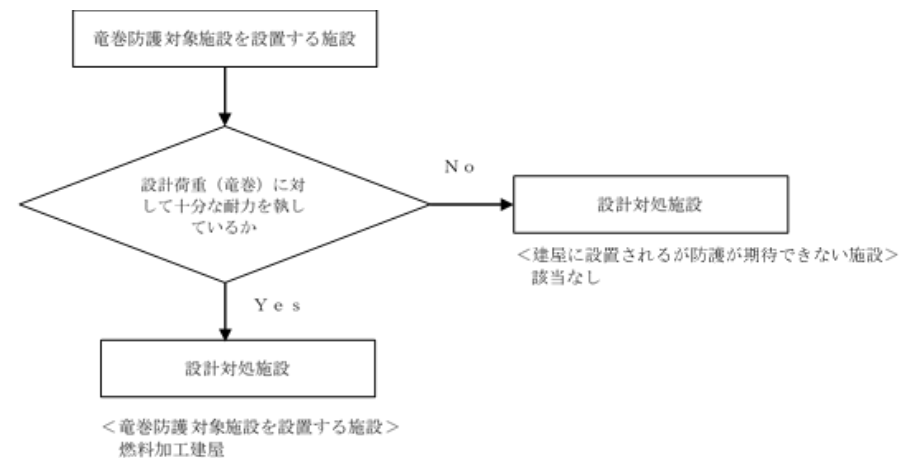 竜巻防護対象施設を設置する施設
設計荷重（竜巻）に対
して十分な耐力を執し
ているか
No
設計対処施設
＜建屋に設置されるが防護が期待できない施設＞
該当なし
Yes
設計対処施設
＜竜巻防護対象施設を設置する施設＞
燃料加工建屋